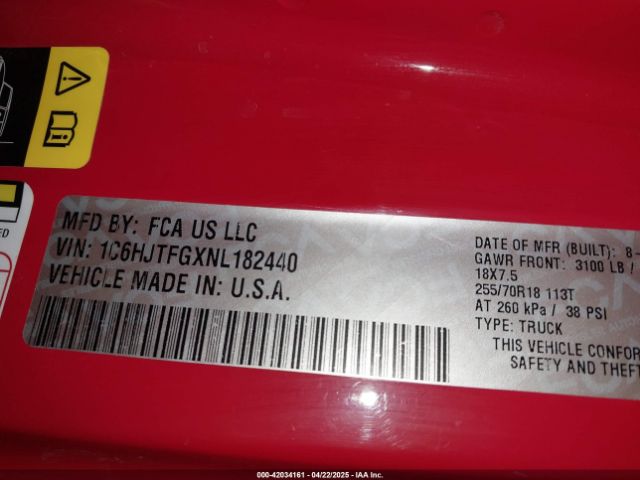 MFD BY: FCA US LLC
VIN: 1C6HJTFGXNL182440
VEHICLE MADE IN: U.S.A.
DATE OF MFR (BUILT): 8-
GAWR FRONT: 3100 LB /
18X7.5
255/70R18 113T
AT 260 kPa / 38 PSI
TYPE: TRUCK
THIS VEHICLE CONFOR
SAFETY AND THEFT
000-42034161 - 04/22/2025 - IAA Inc.